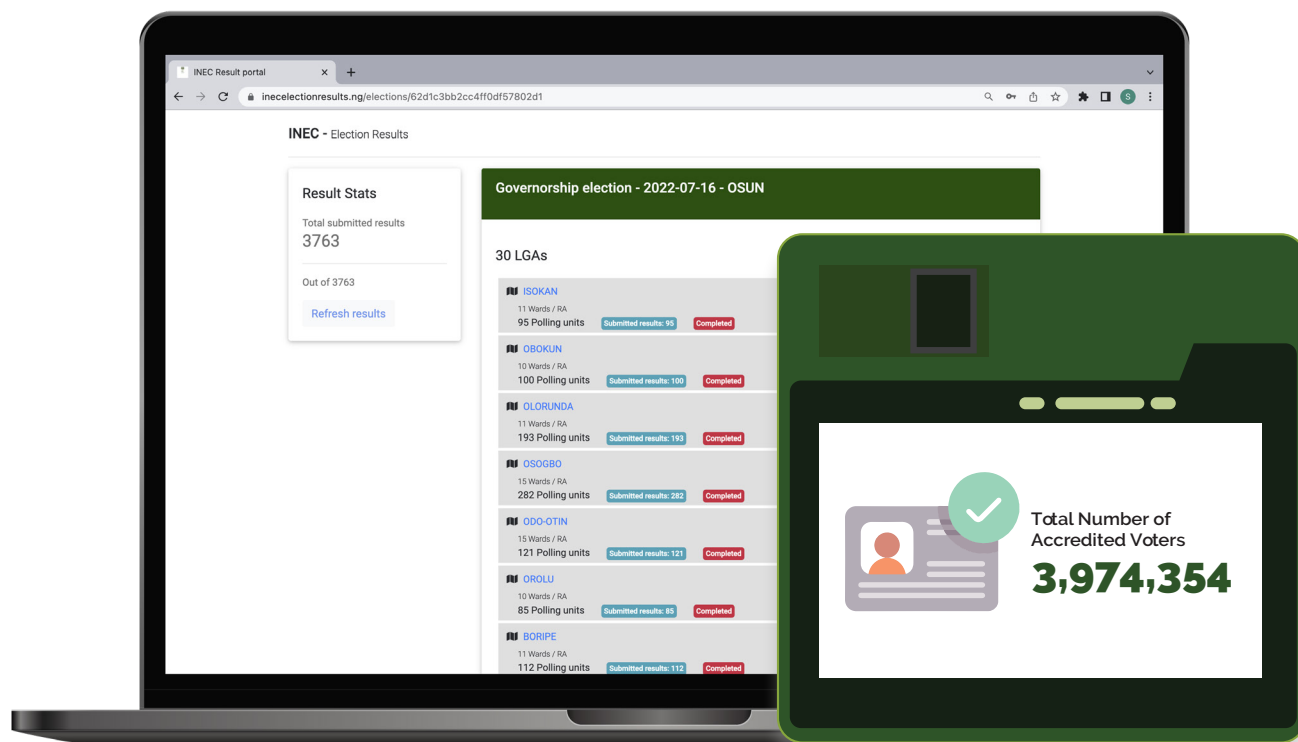 INEC Result portal
inecelectionresults.ng/elections/62d1c3bb2cc4ff0df57802d1
S
INEC - Election Results
Result Stats
Total submitted results
3763
Out of 3763
Refresh results
Governorship election - 2022-07-16 - OSUN
30 LGAs
ISOKAN
11 Wards / RA
95 Polling units Submitted results: 95 Completed
OBOKUN
10 Wards / RA
100 Polling units Submitted results: 100 Completed
OLORUNDA
11 Wards / RA
193 Polling units Submitted results: 193 Completed
OSOGBO
15 Wards / RA
282 Polling units Submitted results: 282 Completed
ODO-OTIN
15 Wards / RA
121 Polling units Submitted results: 121 Completed
OROLU
10 Wards / RA
85 Polling units Submitted results: 85 Completed
BORIPE
11 Wards / RA
112 Polling units Submitted results: 112 Completed
Total Number of
Accredited Voters
3,974,354